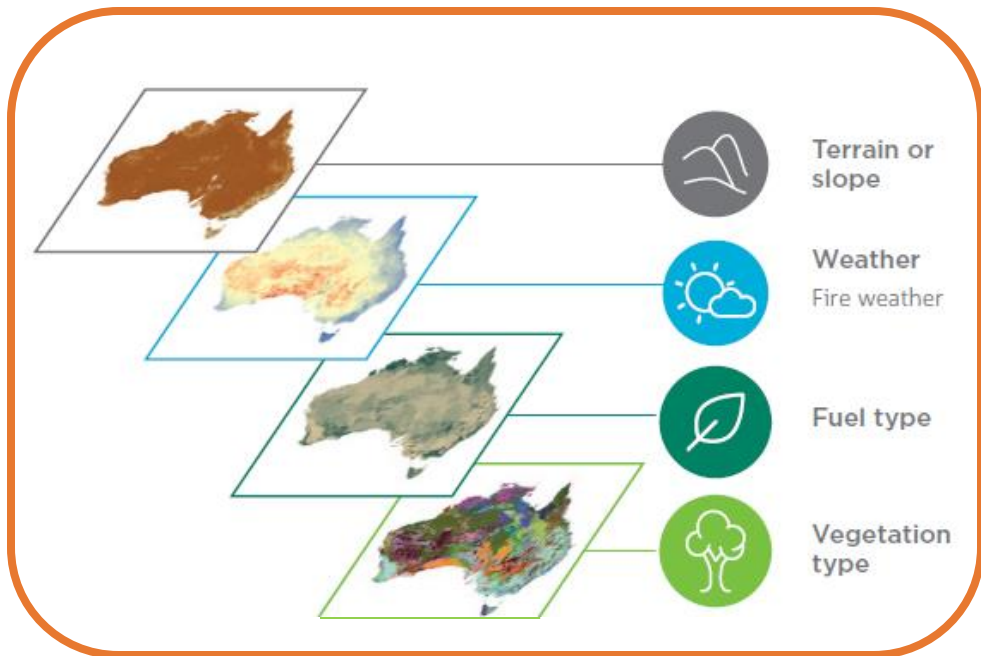 Terrain or
slope
Weather
Fire weather
Fuel type
Vegetation
type